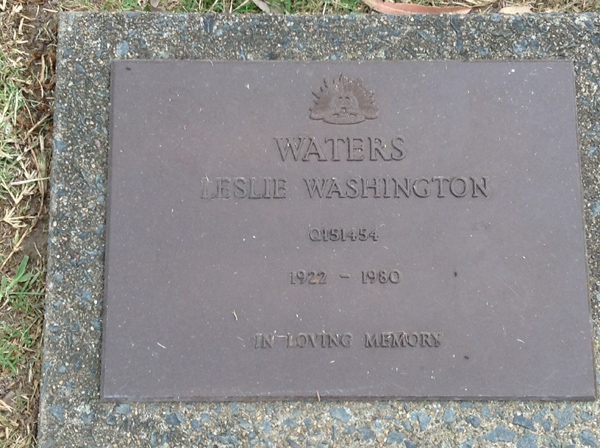 WATERS
LESLIE WASHINGTON
Q151454
1922 - 1980
IN LOVING MEMORY